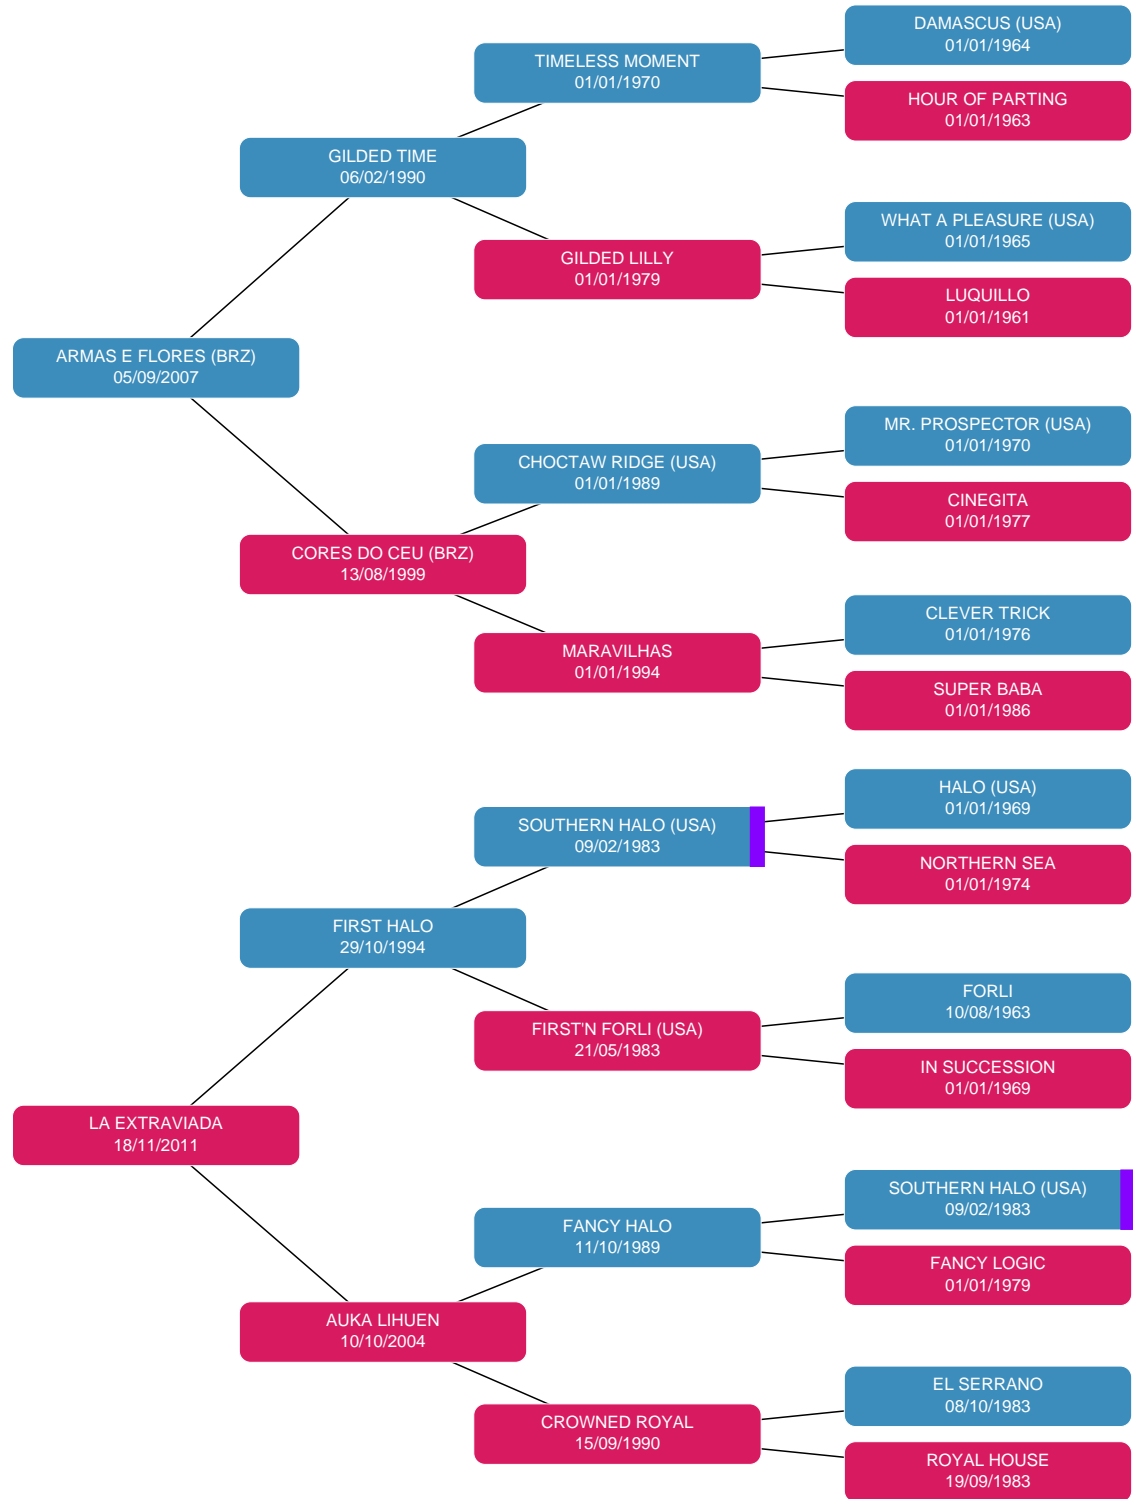 DAMASCUS (USA)
01/01/1964
TIMELESS MOMENT
01/01/1970
HOUR OF PARTING
01/01/1963
GILDED TIME
06/02/1990
WHAT A PLEASURE (USA)
01/01/1965
GILDED LILLY
01/01/1979
LUQUILLO
01/01/1961
ARMAS E FLORES (BRZ)
05/09/2007
MR. PROSPECTOR (USA)
01/01/1970
CHOCTAW RIDGE (USA)
01/01/1989
CINEGITA
01/01/1977
CORES DO CEU (BRZ)
13/08/1999
CLEVER TRICK
01/01/1976
MARAVILHAS
01/01/1994
SUPER BABA
01/01/1986
HALO (USA)
01/01/1969
SOUTHERN HALO (USA)
09/02/1983
NORTHERN SEA
01/01/1974
FIRST HALO
29/10/1994
FORLI
10/08/1963
FIRST'N FORLI (USA)
21/05/1983
IN SUCCESSION
01/01/1969
LA EXTRAVIADA
18/11/2011
SOUTHERN HALO (USA)
09/02/1983
FANCY HALO
11/10/1989
FANCY LOGIC
01/01/1979
AUKA LIHUEN
10/10/2004
EL SERRANO
08/10/1983
CROWNED ROYAL
15/09/1990
ROYAL HOUSE
19/09/1983